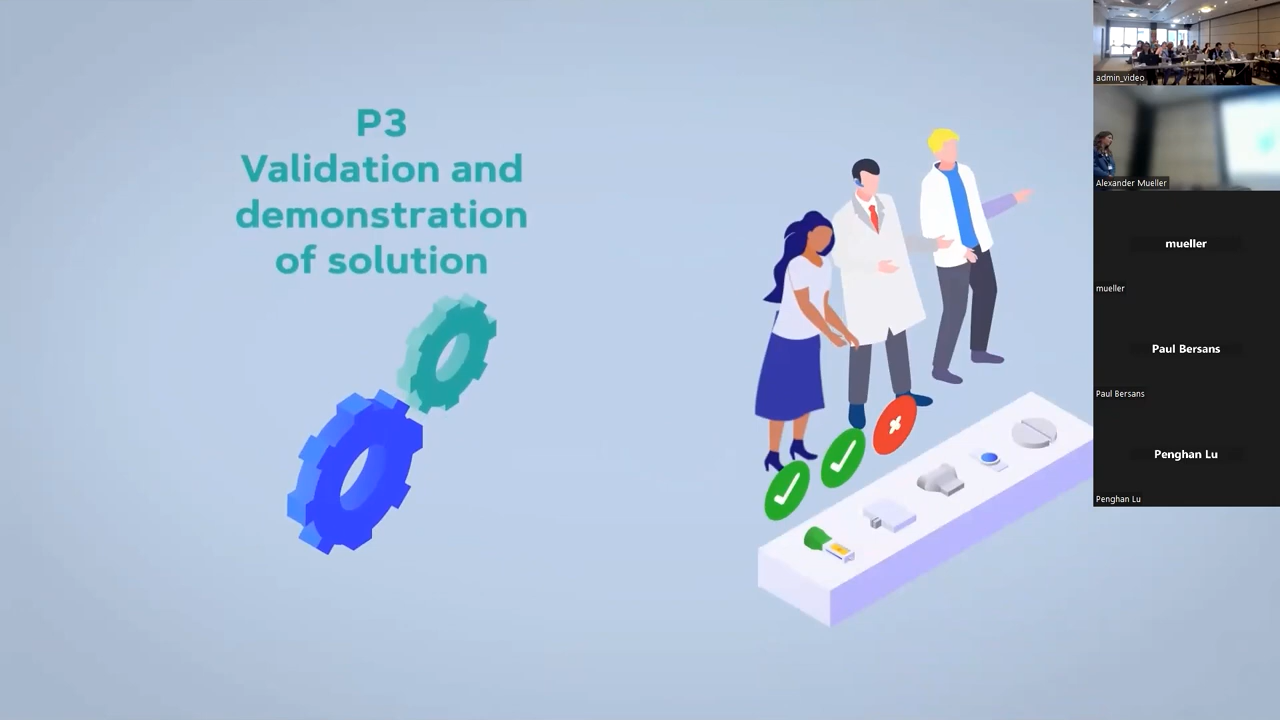 P3
Validation and
demonstration
of solution
admin_video
Alexander Mueller
mueller
mueller
Paul Bersans
Paul Bersans
Penghan Lu
Penghan Lu